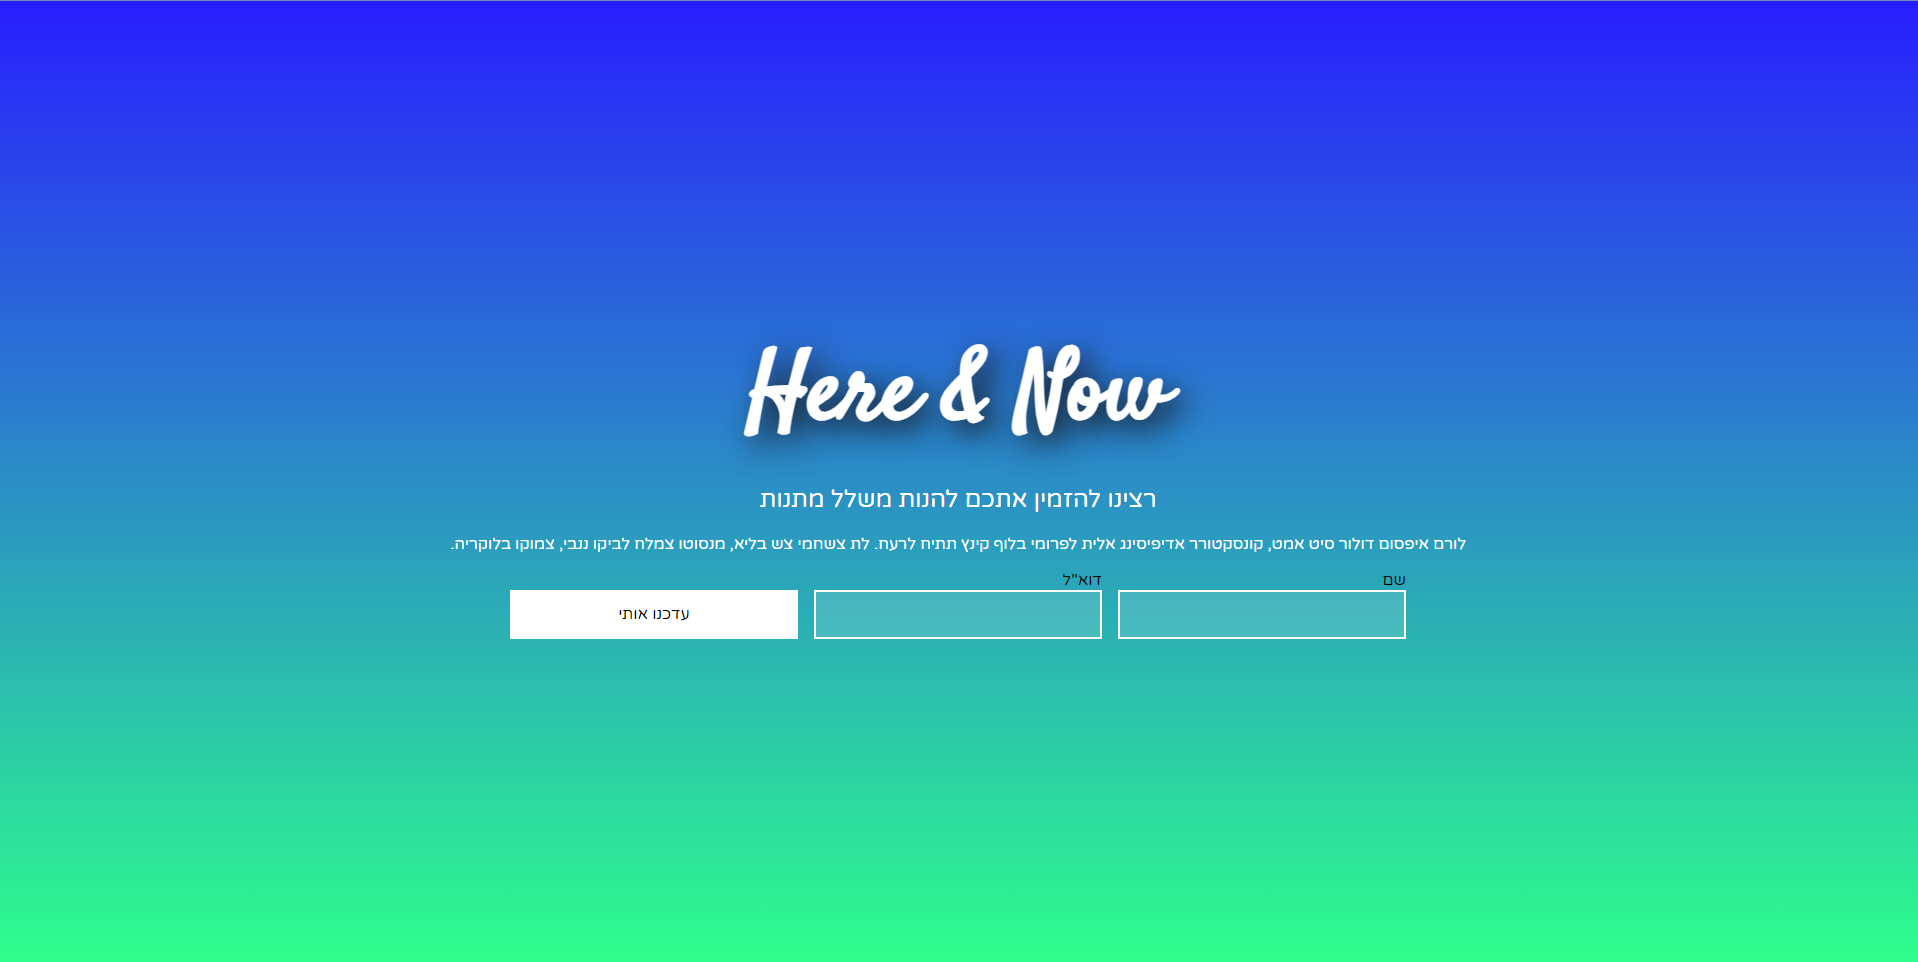 Here & Now
רצינו להזמין אתכם להנות משלל מתנות
לורם איפסום דולור סיט אמט, קונסקטורר אדיפיסינג אלית לפרומי בלוף קינץ תתיח לרעח. לת צשחמי צש בליא, מנסוטו צמלח לביקו ננבי, צמוקו בלוקריה.
שם
דוא"ל
עדכנו אותי